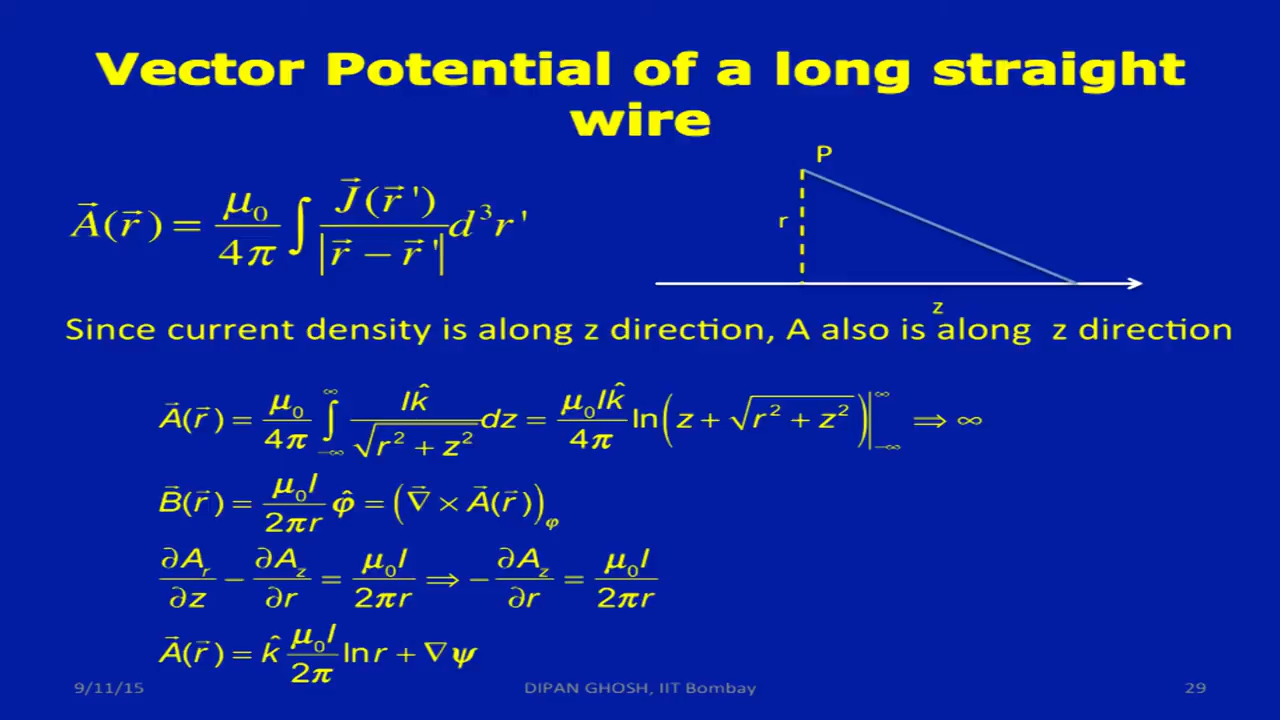 Vector Potential of a long straight
wire
P
r
z
\vec{A}(\vec{r}) = \frac{\mu_0}{4\pi} \int \frac{\vec{J}(\vec{r}\,')}{|\vec{r} - \vec{r}\,'|} d^3 r'
Since current density is along z direction, A also is along z direction
\vec{A}(\vec{r}) = \frac{\mu_0}{4\pi} \int_{-\infty}^{\infty} \frac{I\hat{k}}{\sqrt{r^2 + z^2}} dz = \frac{\mu_0 I\hat{k}}{4\pi} \ln\left(z + \sqrt{r^2 + z^2}\right)\Big|_{-\infty}^{\infty} \Rightarrow \infty
\vec{B}(\vec{r}) = \frac{\mu_0 I}{2\pi r} \hat{\varphi} = \left(\vec{\nabla} \times \vec{A}(\vec{r})\right)_{\varphi}
\frac{\partial A_r}{\partial z} - \frac{\partial A_z}{\partial r} = \frac{\mu_0 I}{2\pi r} \Rightarrow -\frac{\partial A_z}{\partial r} = \frac{\mu_0 I}{2\pi r}
\vec{A}(\vec{r}) = \hat{k} \frac{\mu_0 I}{2\pi} \ln r + \nabla\psi
9/11/15
DIPAN GHOSH, IIT Bombay
29